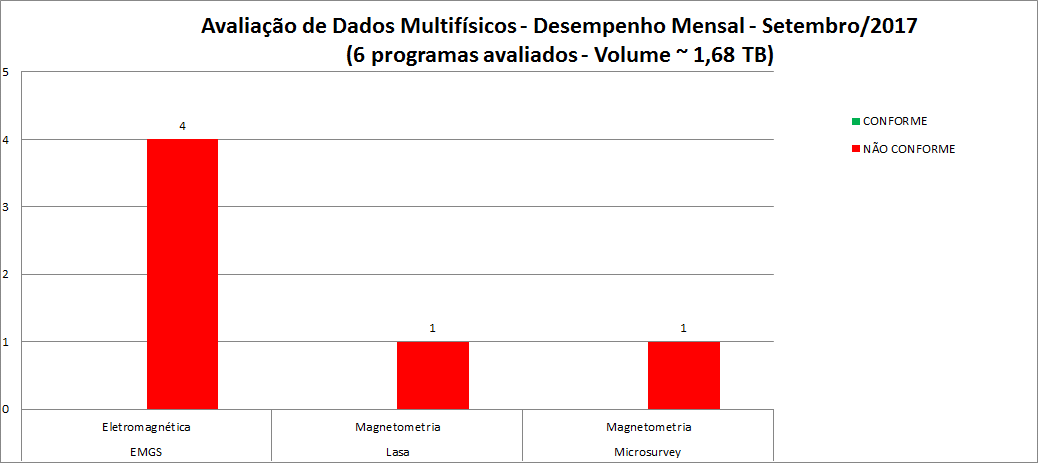 Avaliação de Dados Multifísicos - Desempenho Mensal - Setembro/2017
(6 programas avaliados - Volume ~ 1,68 TB)
5
4
3
2
1
0
4
1
1
CONFORME
NÃO CONFORME
Eletromagnética
Magnetometria
Magnetometria
EMGS
Lasa
Microsurvey